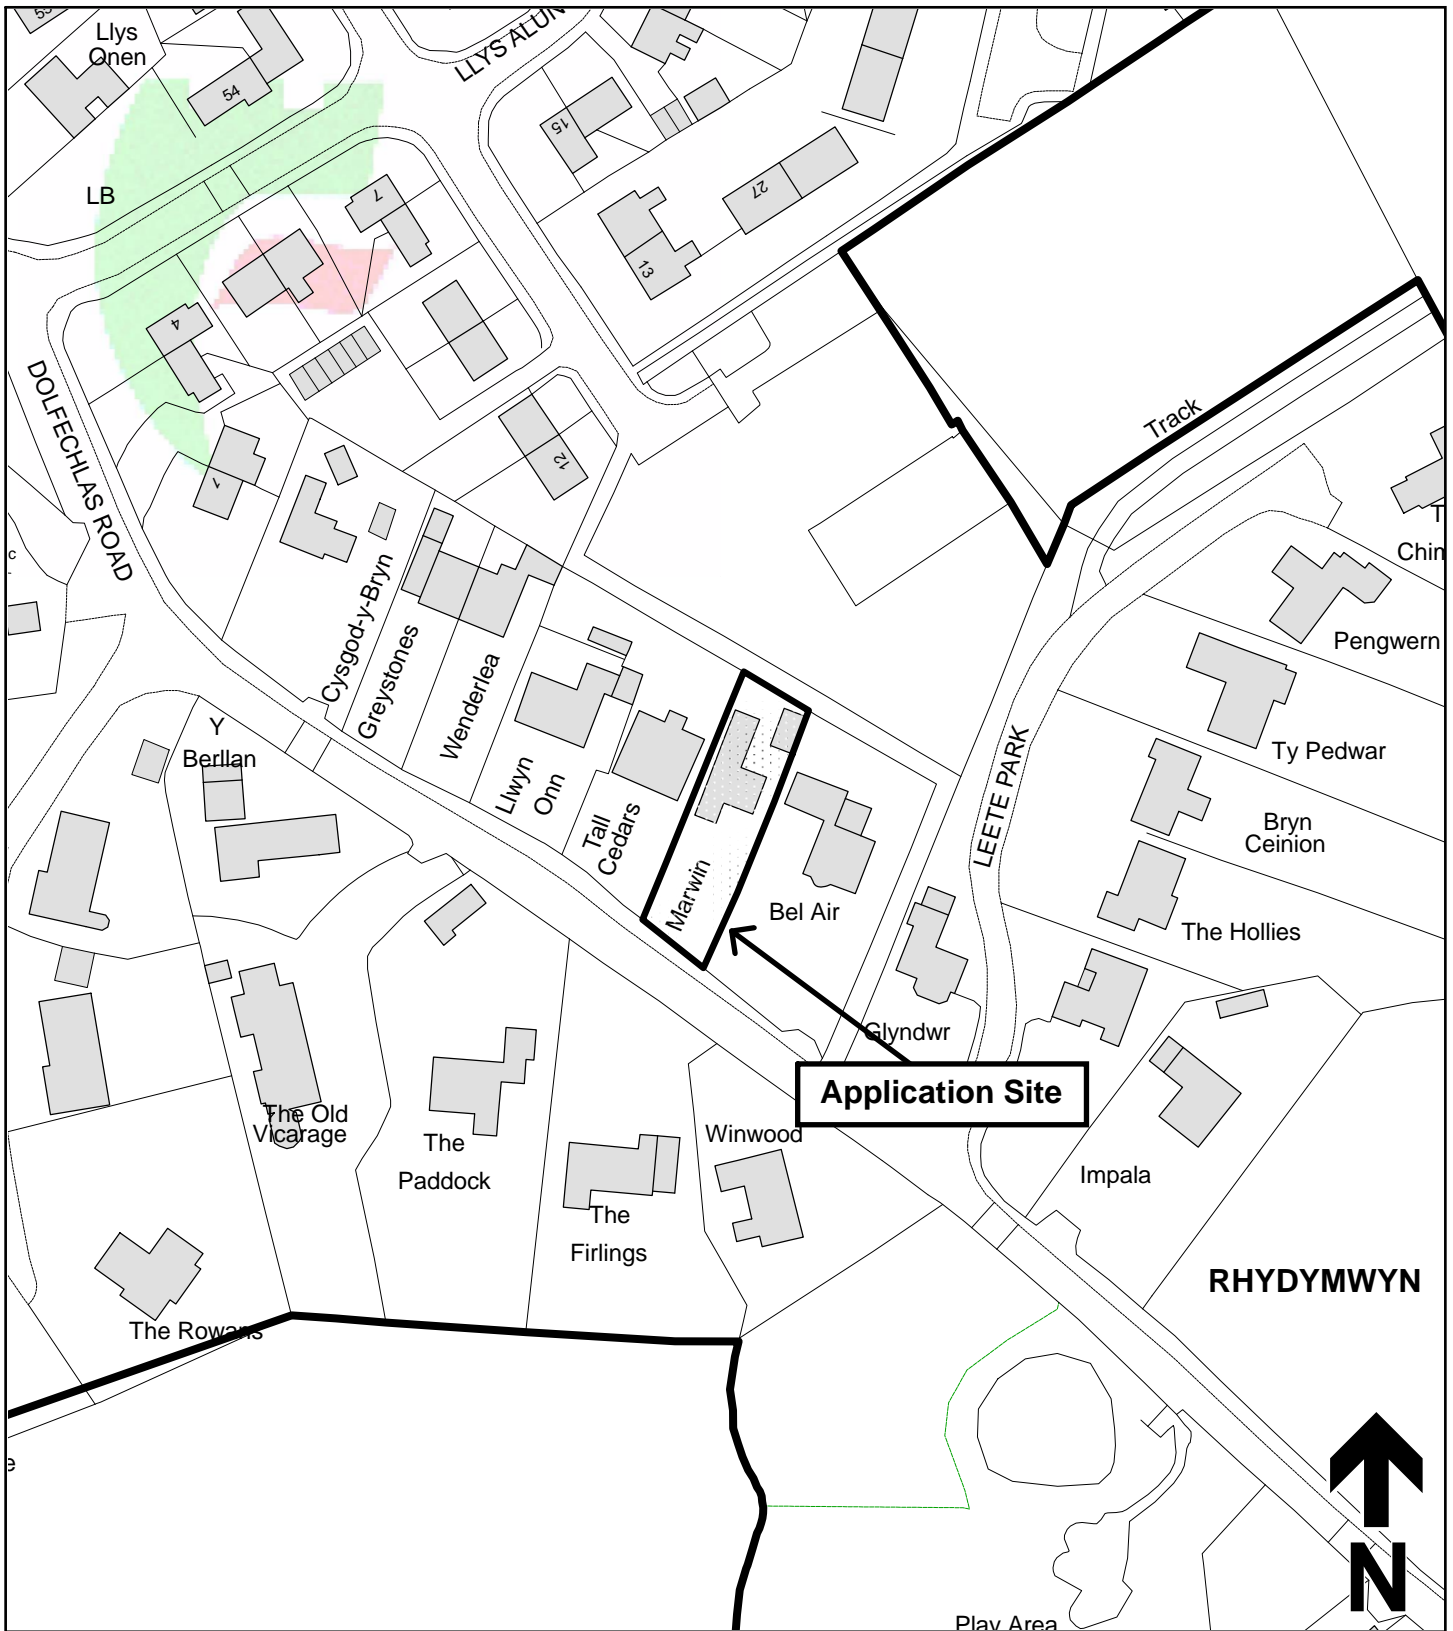 55
Llys
Onen
LLYS ALUN
54
15
LB
7
27
13
4
DOLFECHLAS ROAD
Track
12
1
c
T
Chim
Cysgod-y-Bryn
Greystones
Pengwern
Wenderlea
Y
Berllan
Ty Pedwar
LEETE PARK
Llwyn
Onn
Tall
Cedars
Bryn
Ceinion
Marwin
Bel Air
The Hollies
Glyndwr
Application Site
The Old
Vicarage
The
Paddock
Winwood
Impala
The
Firlings
RHYDYMWYN
The Rowans
e
N
Play Area